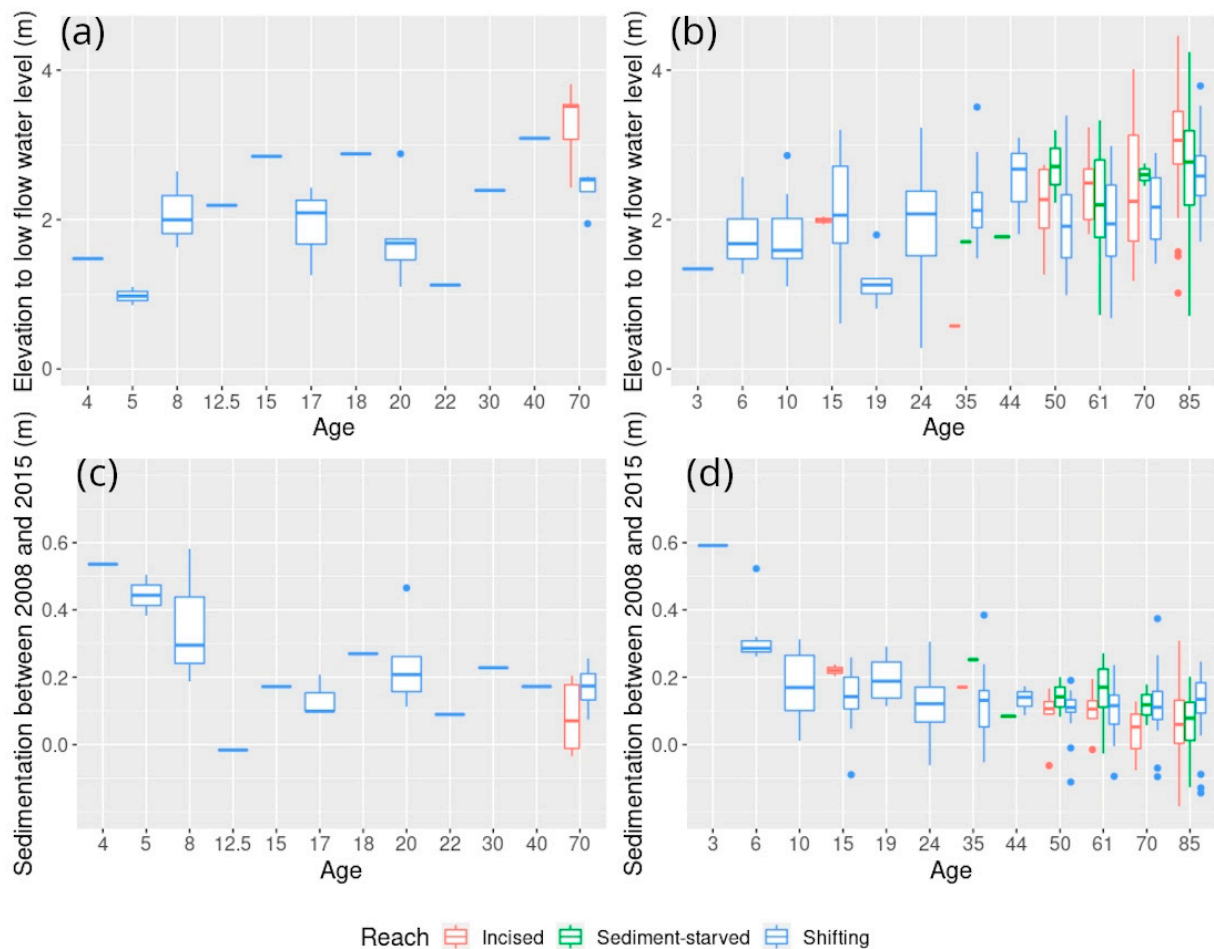 (a)
Elevation to low flow water level (m)
4
2
0
4 5 8 12.5 15 17 18 20 22 30 40 70
Age
(b)
Elevation to low flow water level (m)
4
2
0
3 6 10 15 19 24 35 44 50 61 70 85
Age
(c)
Sedimentation between 2008 and 2015 (m)
0.6
0.4
0.2
0.0
4 5 8 12.5 15 17 18 20 22 30 40 70
Age
(d)
Sedimentation between 2008 and 2015 (m)
0.6
0.4
0.2
0.0
3 6 10 15 19 24 35 44 50 61 70 85
Age
Reach Incised Sediment-starved Shifting